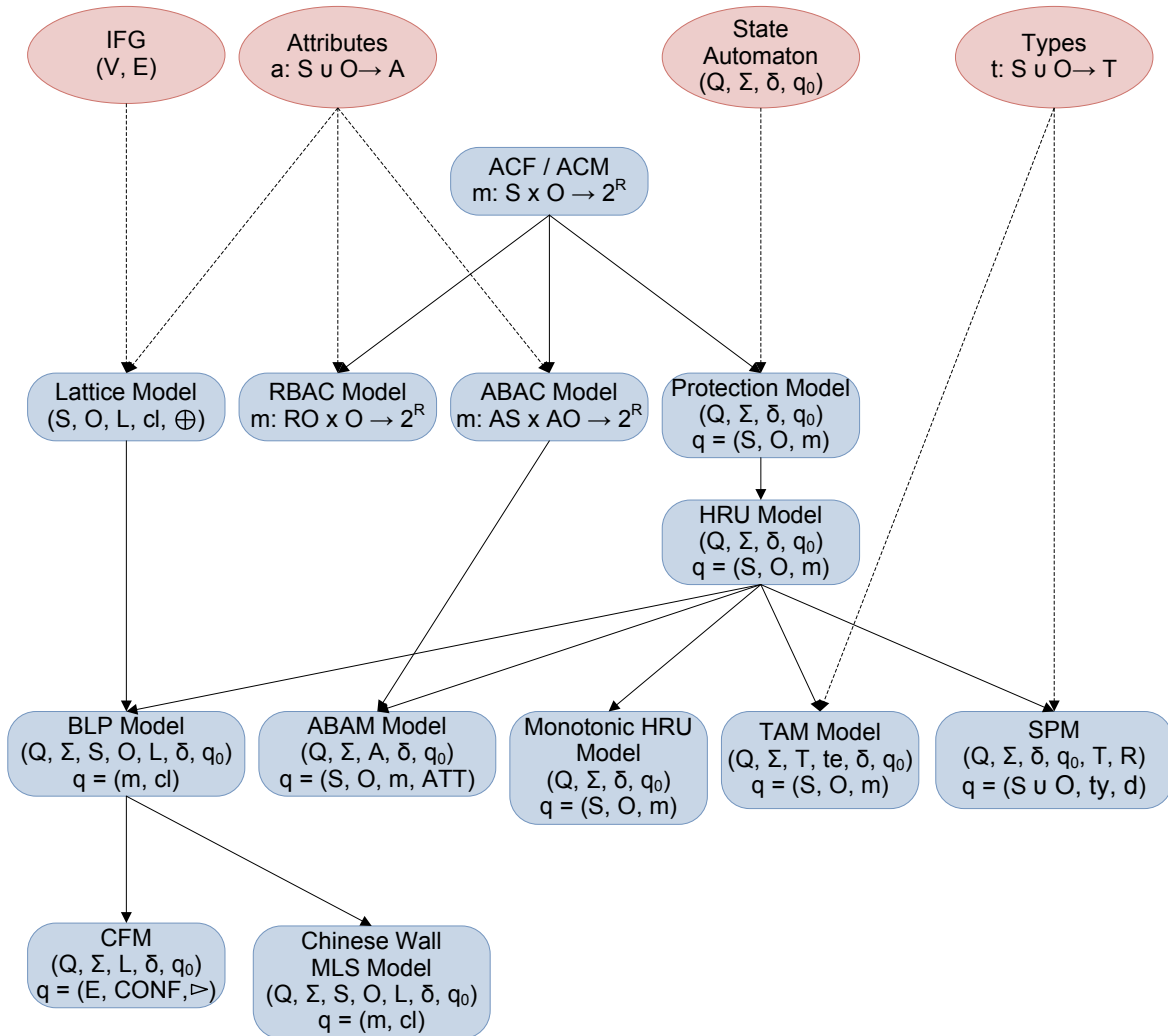 IFG
(V, E)
Attributes
a: S ∪ O→ A
State
Automaton
(Q, Σ, δ, q₀)
Types
t: S ∪ O→ T
ACF / ACM
m: S x O → 2ᴿ
Lattice Model
(S, O, L, cl, ⊕)
RBAC Model
m: RO x O → 2ᴿ
ABAC Model
m: AS x AO → 2ᴿ
Protection Model
(Q, Σ, δ, q₀)
q = (S, O, m)
HRU Model
(Q, Σ, δ, q₀)
q = (S, O, m)
BLP Model
(Q, Σ, S, O, L, δ, q₀)
q = (m, cl)
ABAM Model
(Q, Σ, A, δ, q₀)
q = (S, O, m, ATT)
Monotonic HRU
Model
(Q, Σ, δ, q₀)
q = (S, O, m)
TAM Model
(Q, Σ, T, te, δ, q₀)
q = (S, O, m)
SPM
(Q, Σ, δ, q₀, T, R)
q = (S ∪ O, ty, d)
CFM
(Q, Σ, L, δ, q₀)
q = (E, CONF,⊳)
Chinese Wall
MLS Model
(Q, Σ, S, O, L, δ, q₀)
q = (m, cl)